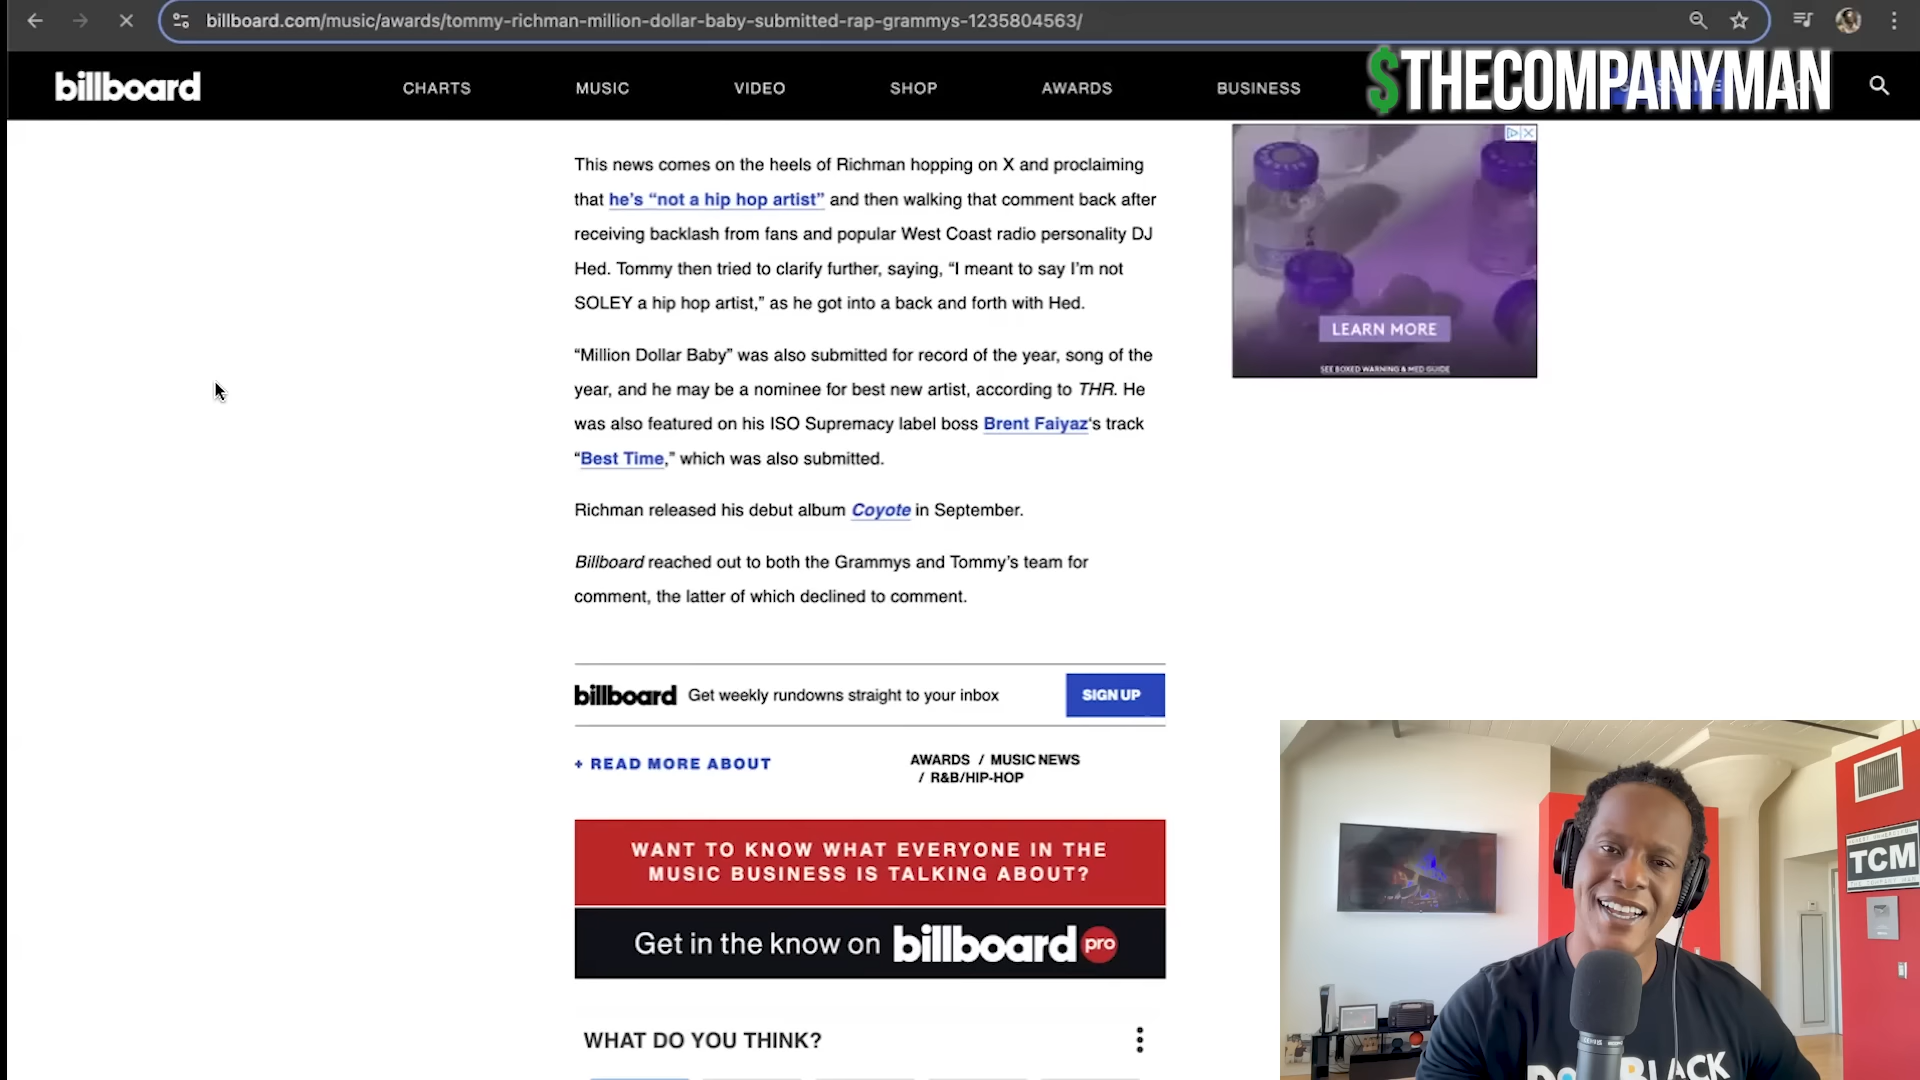 billboard.com/music/awards/tommy-richman-million-dollar-baby-submitted-rap-grammys-1235804563/
billboard
CHARTS
MUSIC
VIDEO
SHOP
AWARDS
BUSINESS
$THECOMPANYMAN
This news comes on the heels of Richman hopping on X and proclaiming
that he's “not a hip hop artist” and then walking that comment back after
receiving backlash from fans and popular West Coast radio personality DJ
Hed. Tommy then tried to clarify further, saying, “I meant to say I’m not
SOLEY a hip hop artist,” as he got into a back and forth with Hed.
“Million Dollar Baby” was also submitted for record of the year, song of the
year, and he may be a nominee for best new artist, according to THR. He
was also featured on his ISO Supremacy label boss Brent Faiyaz‘s track
“Best Time,” which was also submitted.
Richman released his debut album Coyote in September.
Billboard reached out to both the Grammys and Tommy’s team for
comment, the latter of which declined to comment.
LEARN MORE
SEE BOXED WARNING & MED GUIDE
billboard Get weekly rundowns straight to your inbox
SIGN UP
+ READ MORE ABOUT
AWARDS / MUSIC NEWS
/ R&B/HIP-HOP
WANT TO KNOW WHAT EVERYONE IN THE
MUSIC BUSINESS IS TALKING ABOUT?
Get in the know on billboard pro
WHAT DO YOU THINK?
TCM
BLACK